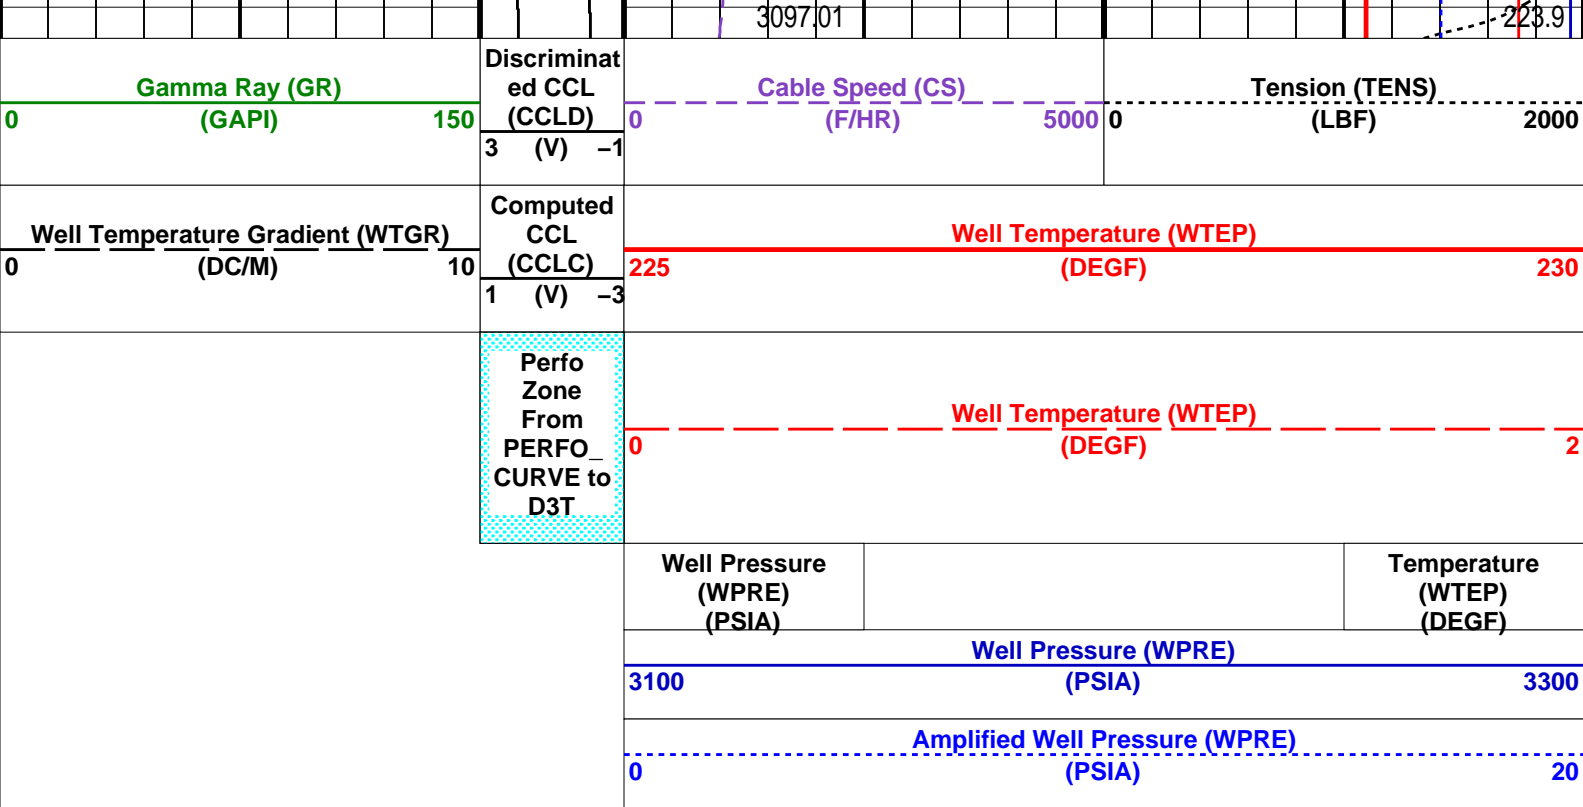 3097.01 223.9
Gamma Ray (GR)
0 (GAPI) 150
Discriminat
ed CCL
(CCLD)
3 (V) −1
Cable Speed (CS)
0 (F/HR) 5000
Tension (TENS)
0 (LBF) 2000
Well Temperature Gradient (WTGR)
0 (DC/M) 10
Computed
CCL
(CCLC)
1 (V) −3
Well Temperature (WTEP)
225 (DEGF) 230
Perfo
Zone
From
PERFO_
CURVE to
D3T
Well Temperature (WTEP)
0 (DEGF) 2
Well Pressure
(WPRE)
(PSIA)
Temperature
(WTEP)
(DEGF)
Well Pressure (WPRE)
3100 (PSIA) 3300
Amplified Well Pressure (WPRE)
0 (PSIA) 20